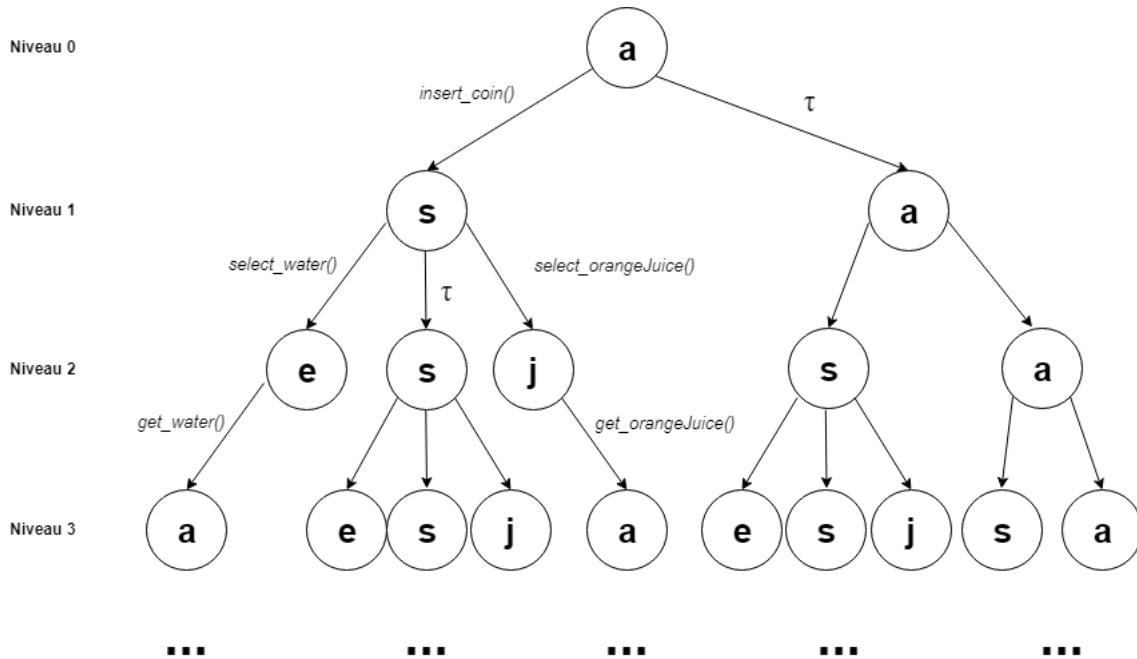 Niveau 0
a
insert_coin()
τ
Niveau 1
s
a
select_water()
τ
select_orangeJuice()
Niveau 2
e
s
j
s
a
get_water()
get_orangeJuice()
Niveau 3
a
e
s
j
a
e
s
j
s
a
... ... ... ... ...